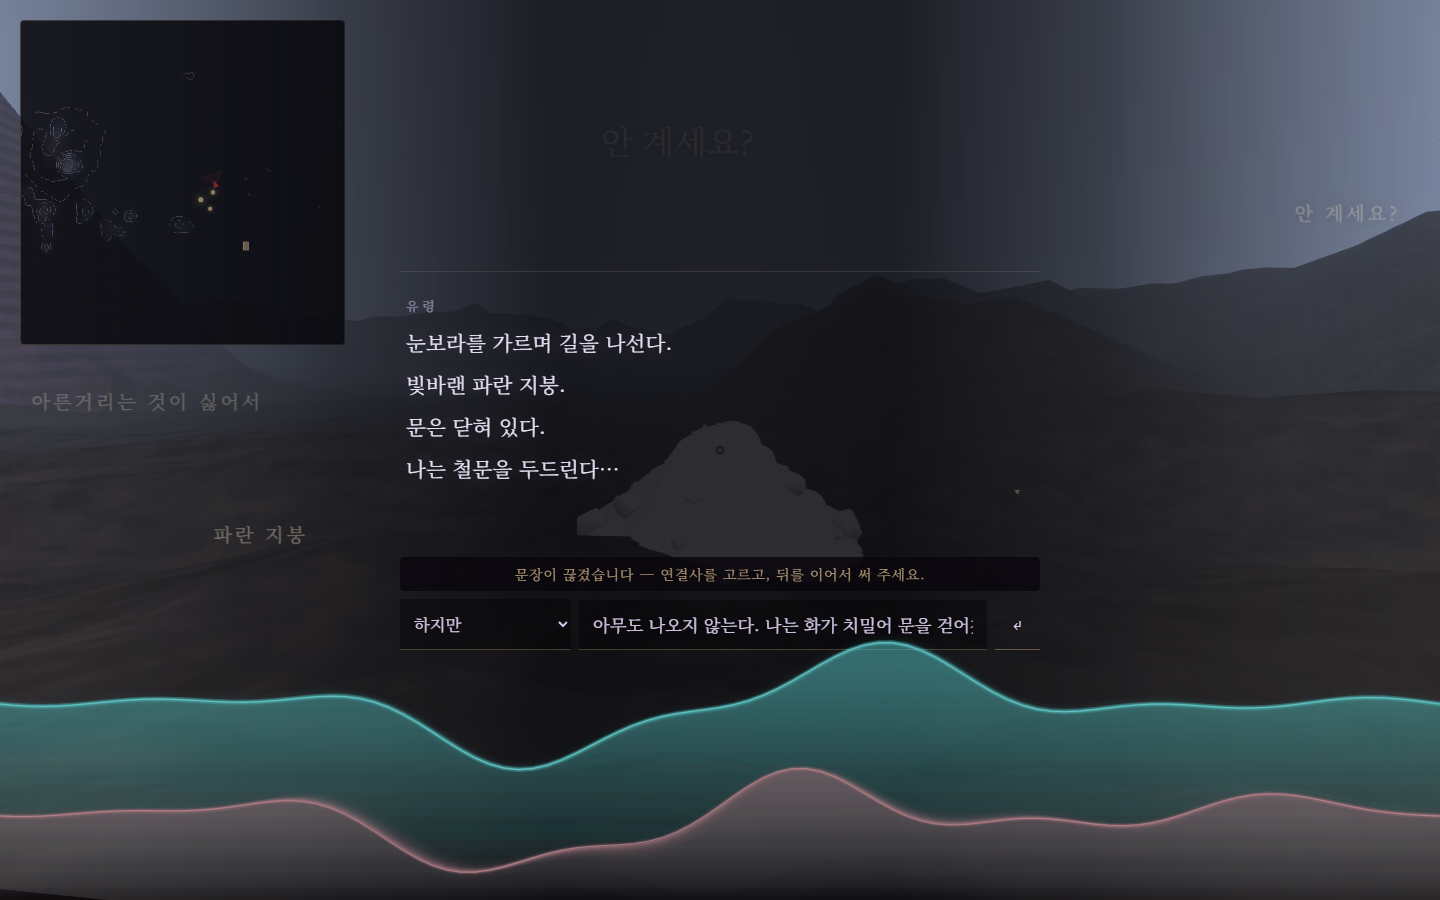 안 계세요?
안 계세요?
유령
눈보라를 가르며 길을 나선다.
빛바랜 파란 지붕.
문은 닫혀 있다.
나는 철문을 두드린다…
아른거리는 것이 싫어서
파란 지붕
문장이 끊겼습니다 — 연결사를 고르고, 뒤를 이어서 써 주세요.
하지만
아무도 나오지 않는다. 나는 화가 치밀어 문을